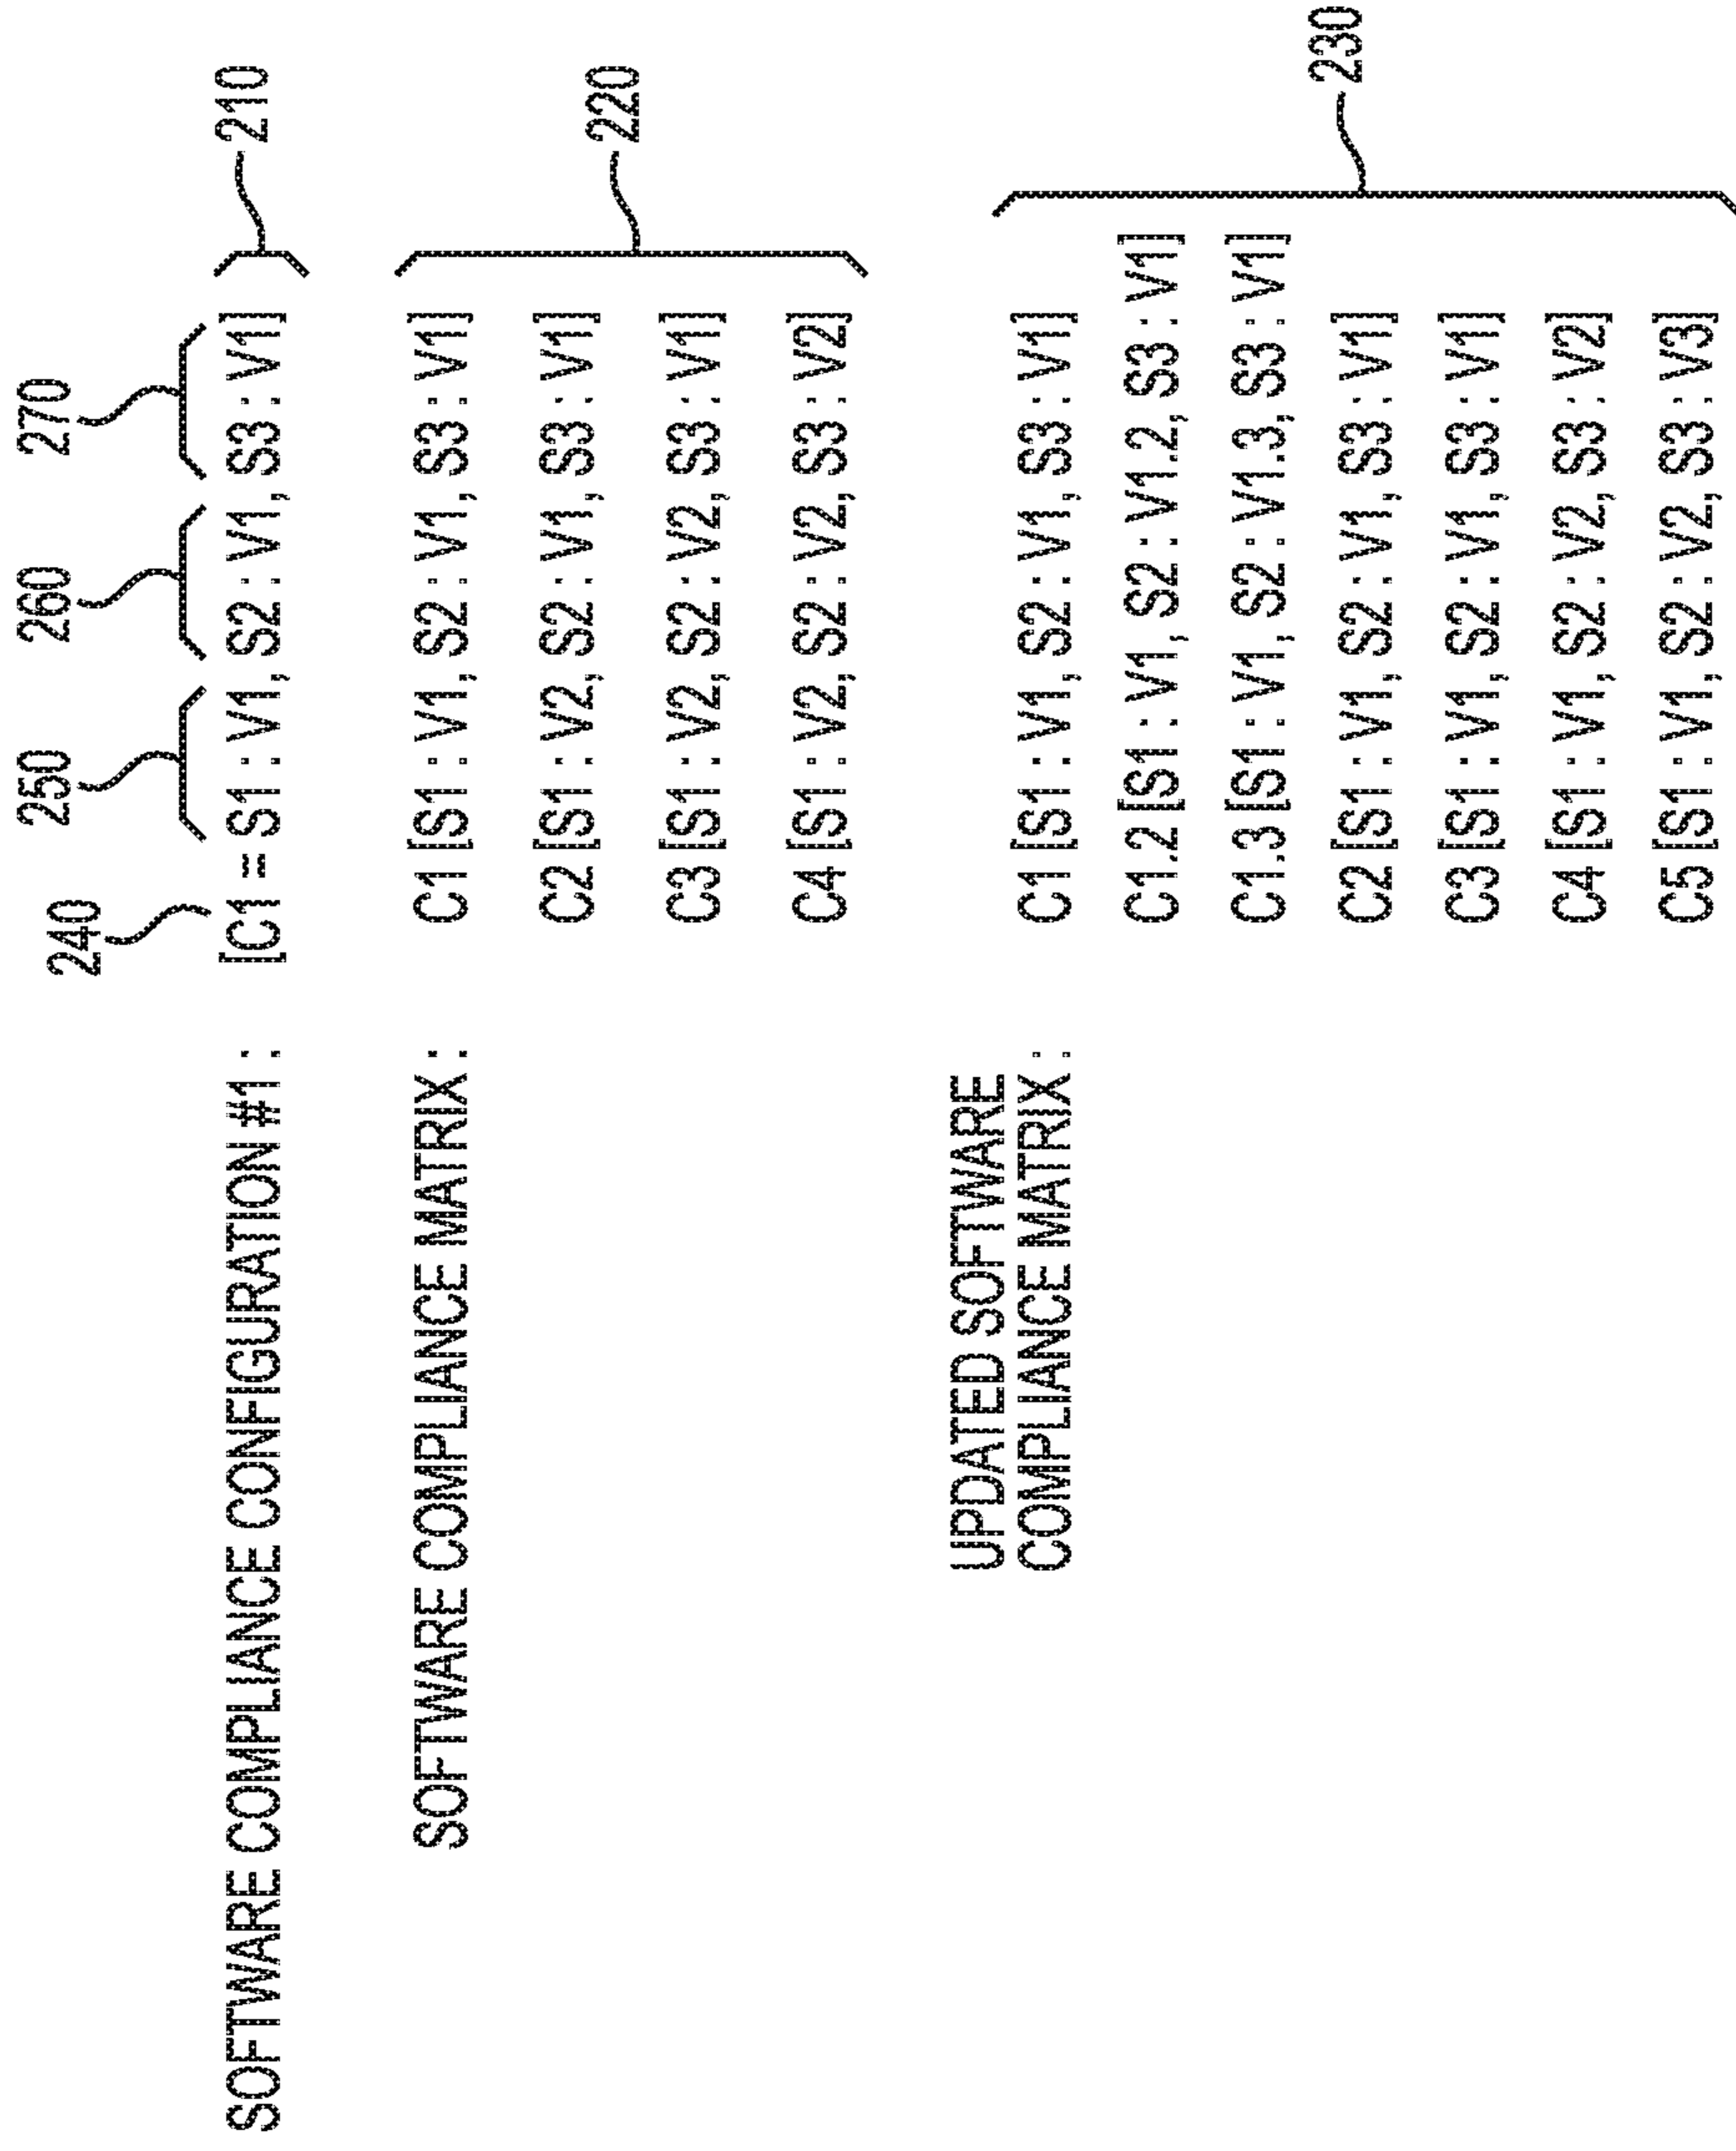 240 250 260 270
SOFTWARE COMPLIANCE CONFIGURATION #1 : [C1 = S1 : V1, S2 : V1, S3 : V1] 210
SOFTWARE COMPLIANCE MATRIX : C1 [S1 : V1, S2 : V1, S3 : V1]
C2 [S1 : V2, S2 : V1, S3 : V1]
220
C3 [S1 : V2, S2 : V2, S3 : V1]
C4 [S1 : V2, S2 : V2, S3 : V2]
UPDATED SOFTWARE
COMPLIANCE MATRIX : C1 [S1 : V1, S2 : V1, S3 : V1]
C1.2 [S1 : V1, S2 : V1.2, S3 : V1]
C1.3 [S1 : V1, S2 : V1.3, S3 : V1]
C2 [S1 : V1, S2 : V1, S3 : V1]
230
C3 [S1 : V1, S2 : V1, S3 : V1]
C4 [S1 : V1, S2 : V2, S3 : V2]
C5 [S1 : V1, S2 : V2, S3 : V3]